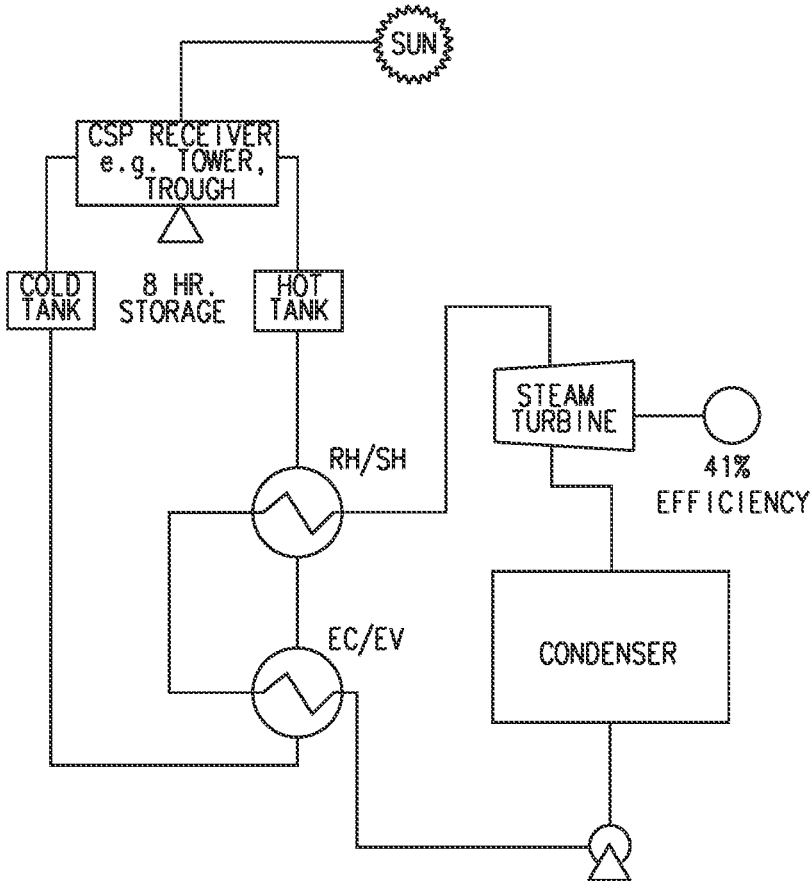 SUN
CSP RECEIVER
e.g. TOWER,
TROUGH
COLD
TANK
8 HR.
STORAGE
HOT
TANK
STEAM
TURBINE
41%
EFFICIENCY
RH/SH
EC/EV
CONDENSER